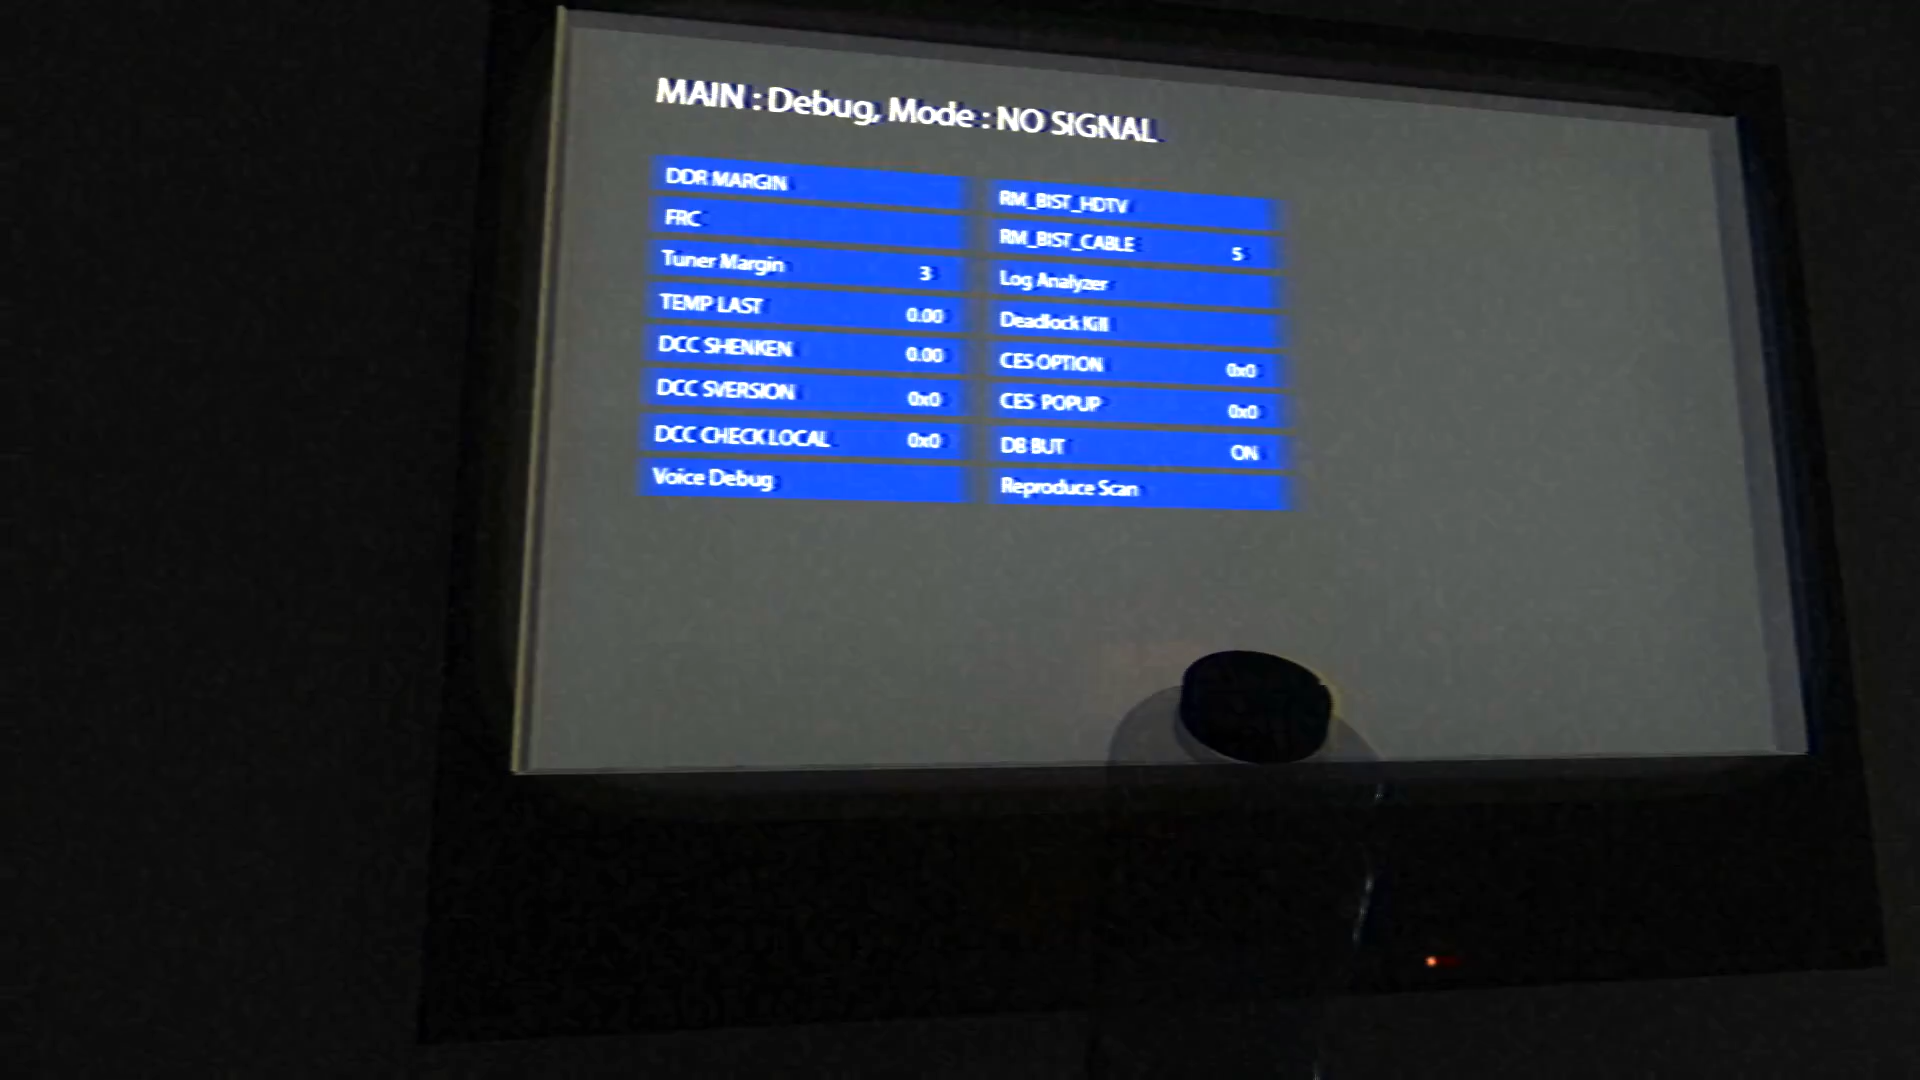 MAIN : Debug, Mode : NO SIGNAL
DDR MARGIN
FRC
Tuner Margin 3
TEMP LAST 0.00
DCC SHENKEN 0.00
DCC SVERSION 0x0
DCC CHECK LOCAL 0x0
Voice Debug
RM_BIST_HDTV
RM_BIST_CABLE 5
Log Analyzer
Deadlock Kill
CES OPTION 0x0
CES POPUP 0x0
DB BUT ON
Reproduce Scan